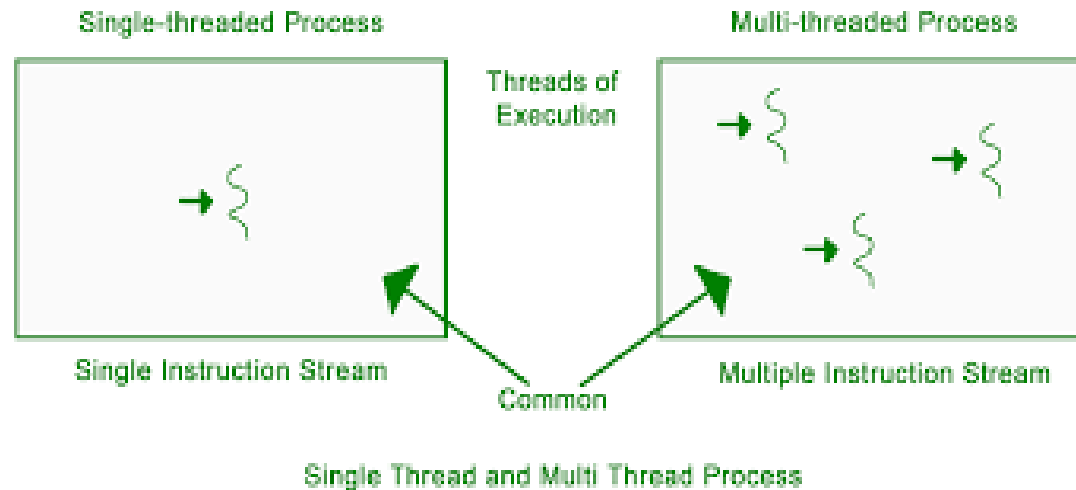 Single-threaded Process
Multi-threaded Process
Threads of
Execution
Single Instruction Stream
Multiple Instruction Stream
Common
Single Thread and Multi Thread Process